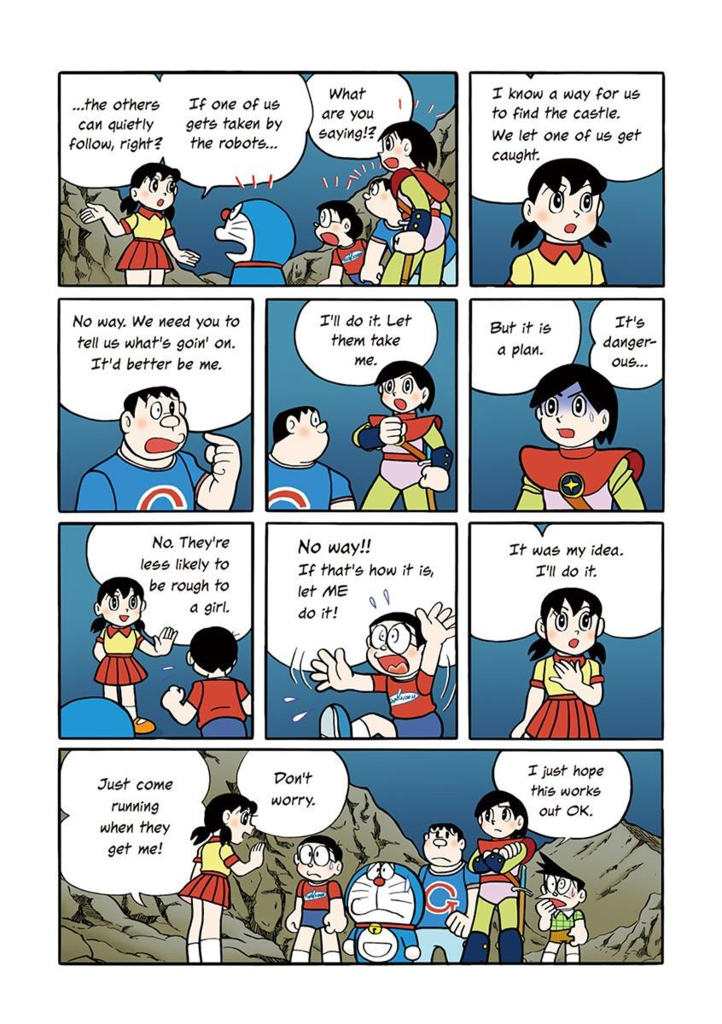 I know a way for us
to find the castle.
We let one of us get
caught.
What
are you
saying!?
If one of us
gets taken by
the robots...
...the others
can quietly
follow, right?
It's
danger-
ous...
But it is
a plan.
I'll do it. Let
them take
me.
No way. We need you to
tell us what's goin' on.
It'd better be me.
It was my idea.
I'll do it.
No way!!
If that's how it is,
let ME
do it!
No. They're
less likely to
be rough to
a girl.
I just hope
this works
out OK.
G
Don't
worry.
Just come
running
when they
get me!